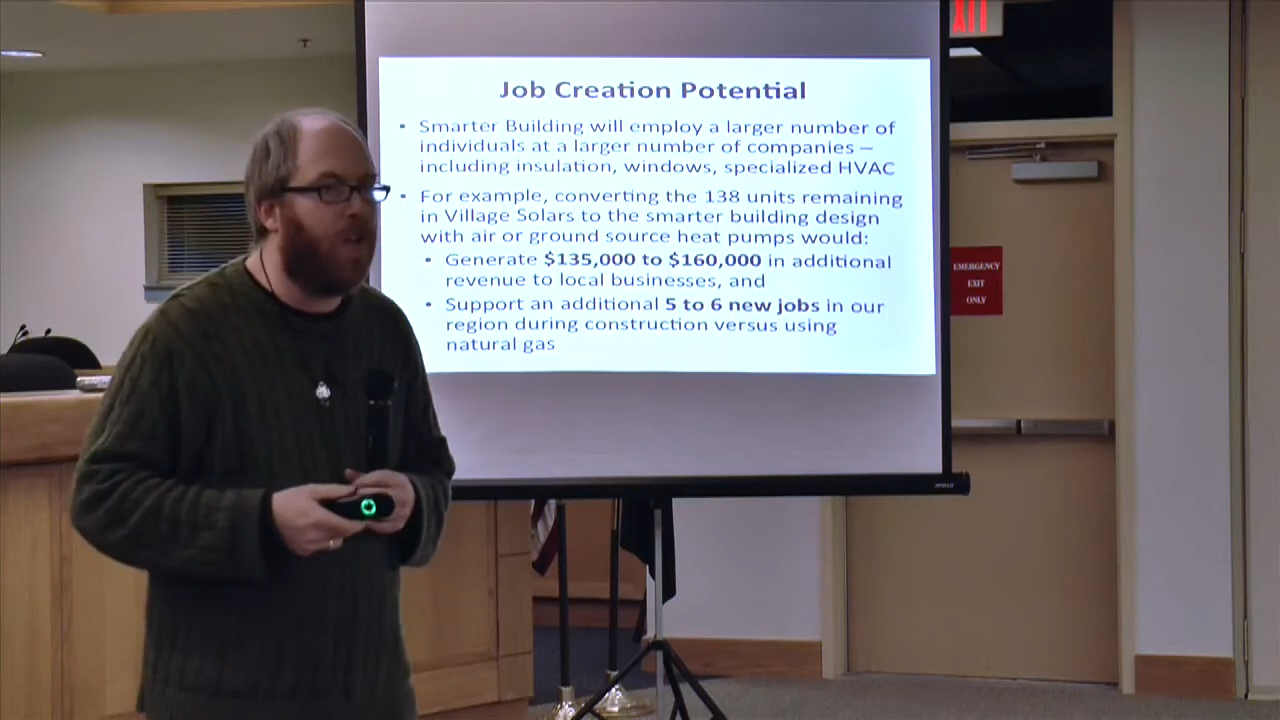 EXIT
Job Creation Potential
• Smarter Building will employ a larger number of
individuals at a larger number of companies –
including insulation, windows, specialized HVAC
• For example, converting the 138 units remaining
in Village Solars to the smarter building design
with air or ground source heat pumps would:
• Generate $135,000 to $160,000 in additional
revenue to local businesses, and
• Support an additional 5 to 6 new jobs in our
region during construction versus using
natural gas
EMERGENCY
EXIT
ONLY
APOLLO